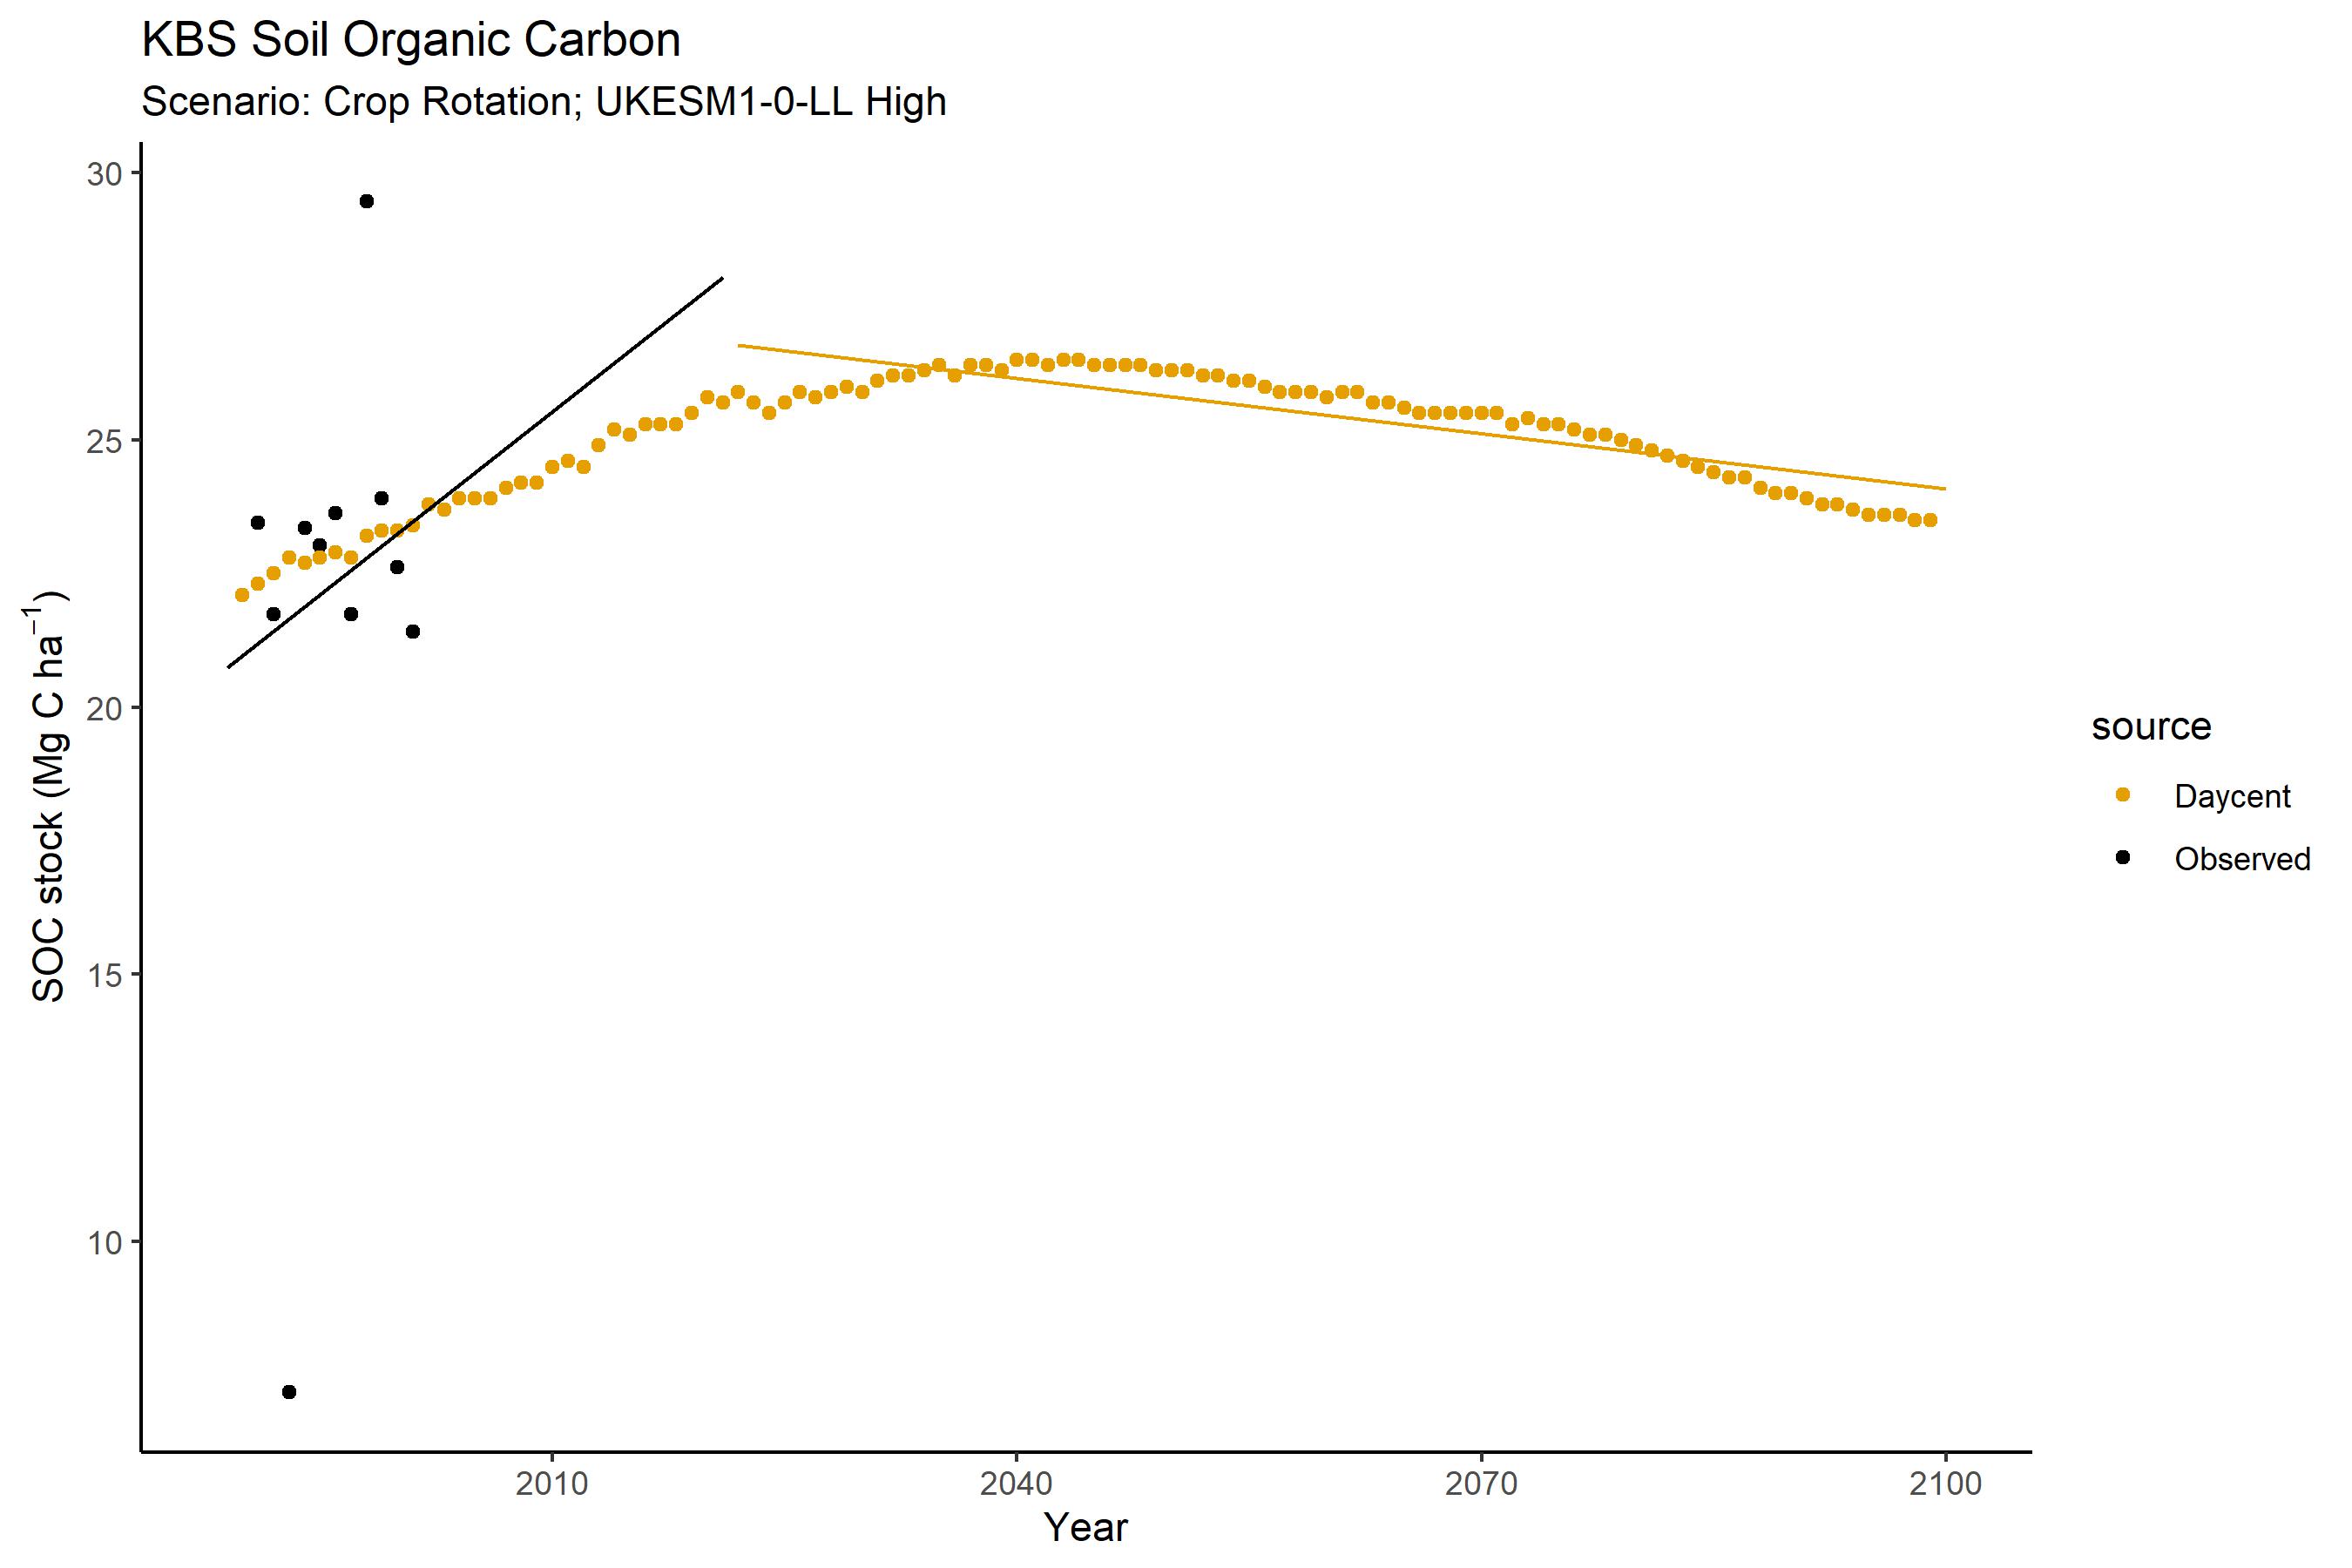 KBS Soil Organic Carbon
Scenario: Crop Rotation; UKESM1-0-LL High
30
25
20
15
10
SOC stock (Mg C ha⁻¹)
2010 2040 2070 2100
Year
source
Daycent
Observed